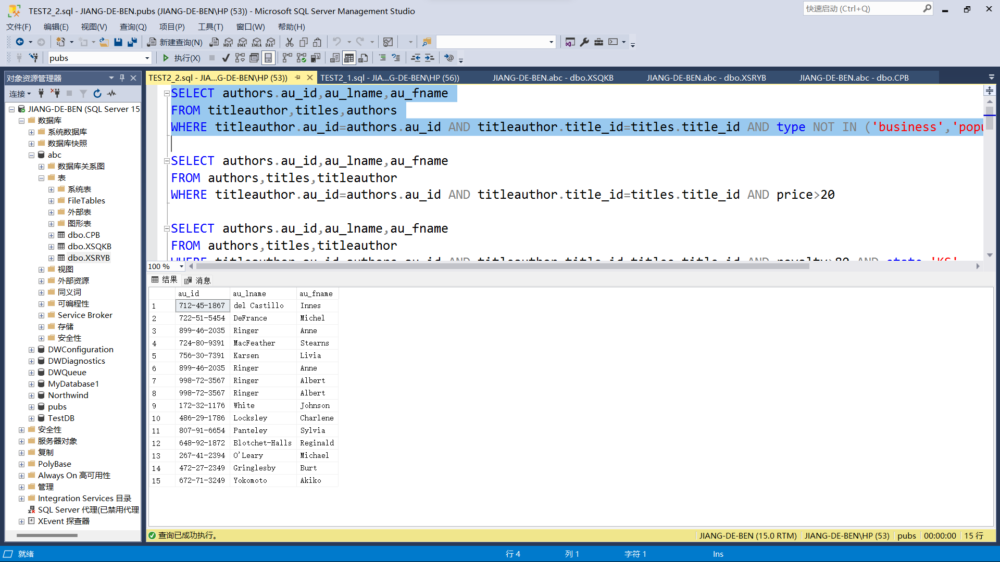 TEST2_2.sql - JIANG-DE-BEN.pubs (JIANG-DE-BEN\HP (53)) - Microsoft SQL Server Management Studio
快速启动 (Ctrl+Q)
文件(F) 编辑(E) 视图(V) 查询(Q) 项目(P) 工具(T) 窗口(W) 帮助(H)
新建查询(N) MDX DMX XMLA DAX
pubs 执行(X)
对象资源管理器
连接
JIANG-DE-BEN (SQL Server 15
数据库
系统数据库
数据库快照
abc
数据库关系图
表
系统表
FileTables
外部表
图形表
dbo.CPB
dbo.XSQKB
dbo.XSRYB
视图
外部资源
同义词
可编程性
Service Broker
存储
安全性
DWConfiguration
DWDiagnostics
DWQueue
MyDatabase1
Northwind
pubs
TestDB
安全性
服务器对象
复制
PolyBase
Always On 高可用性
管理
Integration Services 目录
SQL Server 代理(已禁用代理
XEvent 探查器
TEST2_2.sql - JIA...G-DE-BEN\HP (53)) TEST2_1.sql - JIA...G-DE-BEN\HP (56)) JIANG-DE-BEN.abc - dbo.XSQKB JIANG-DE-BEN.abc - dbo.XSRYB JIANG-DE-BEN.abc - dbo.CPB
SELECT authors.au_id,au_lname,au_fname
FROM titleauthor,titles,authors
WHERE titleauthor.au_id=authors.au_id AND titleauthor.title_id=titles.title_id AND type NOT IN ('business','popu
SELECT authors.au_id,au_lname,au_fname
FROM authors,titles,titleauthor
WHERE titleauthor.au_id=authors.au_id AND titleauthor.title_id=titles.title_id AND price>20
SELECT authors.au_id,au_lname,au_fname
FROM authors,titles,titleauthor
WHERE titleauthor.au_id=authors.au_id AND titleauthor.title_id=titles.title_id AND royalty>80 AND state='KS'
100 %
结果 消息
au_id au_lname au_fname
1 712-45-1867 del Castillo Innes
2 722-51-5454 DeFrance Michel
3 899-46-2035 Ringer Anne
4 724-80-9391 MacFeather Stearns
5 756-30-7391 Karsen Livia
6 899-46-2035 Ringer Anne
7 998-72-3567 Ringer Albert
8 998-72-3567 Ringer Albert
9 172-32-1176 White Johnson
10 486-29-1786 Locksley Charlene
11 807-91-6654 Panteley Sylvia
12 648-92-1872 Blotchet-Halls Reginald
13 267-41-2394 O'Leary Michael
14 472-27-2349 Gringlesby Burt
15 672-71-3249 Yokomoto Akiko
查询已成功执行。 JIANG-DE-BEN (15.0 RTM) JIANG-DE-BEN\HP (53) pubs 00:00:00 15 行
就绪 行 4 列 1 字符 1 Ins